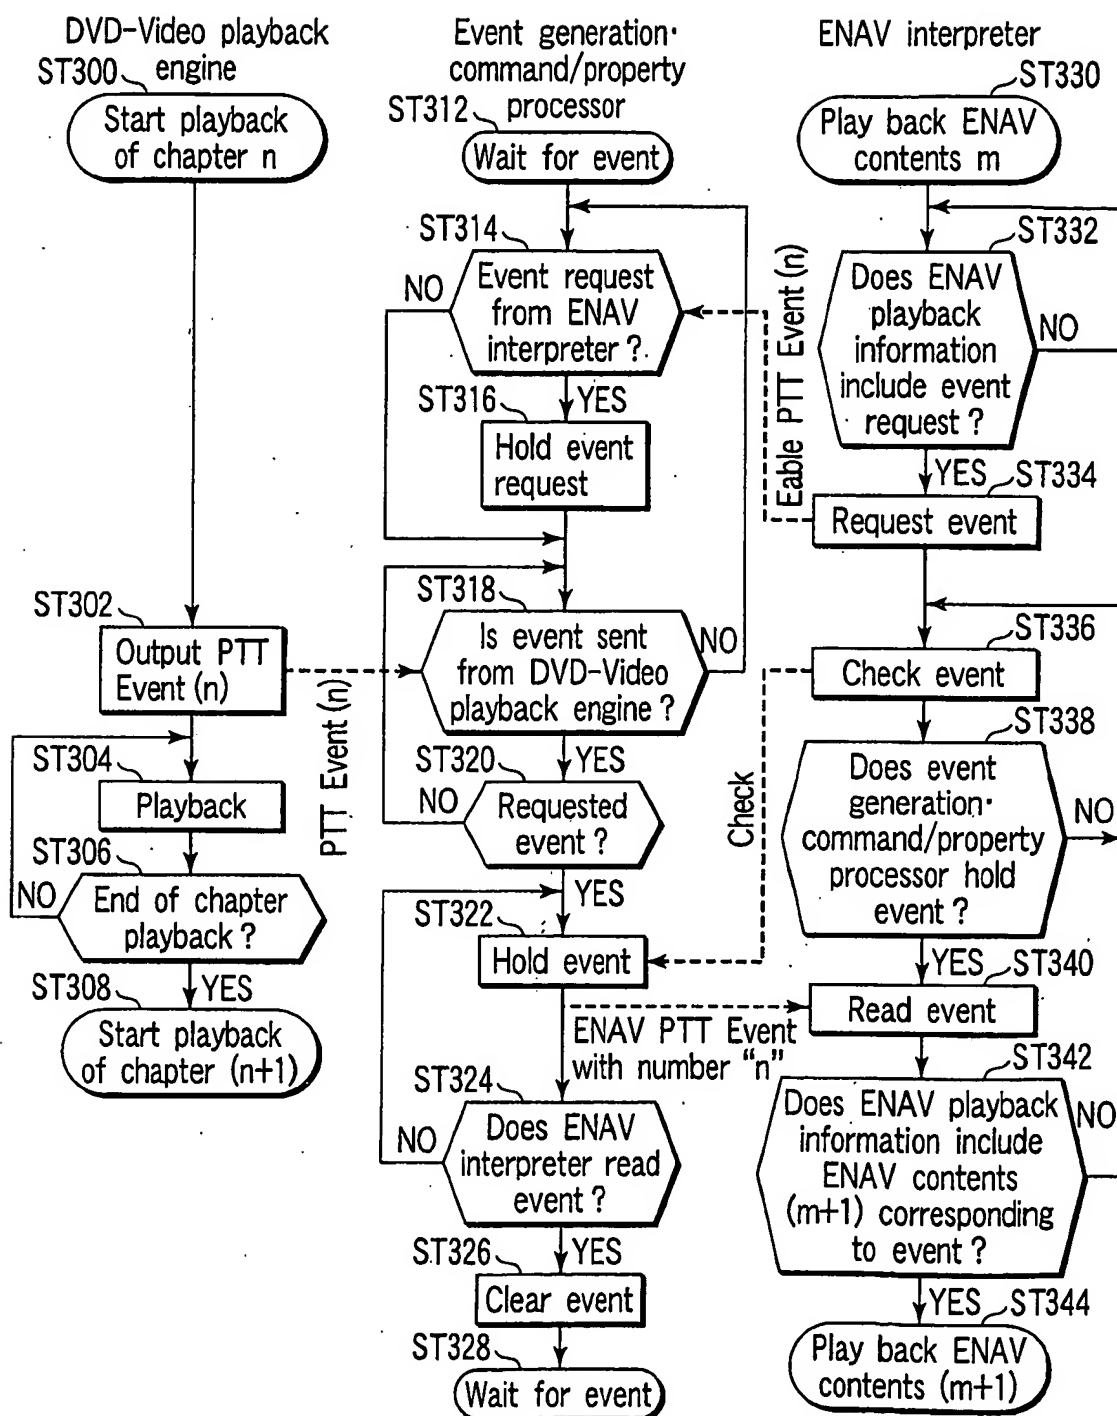 DVD-Video playback
engine
ST300
Start playback
of chapter n
ST302
Output PTT
Event (n)
PTT Event (n)
ST304
Playback
ST306
NO
End of chapter
playback ?
YES
ST308
Start playback
of chapter (n+1)
Event generation·
command/property
processor
ST312
Wait for event
ST314
NO
Event request
from ENAV
interpreter ?
ST316
YES
Hold event
request
ST318
Is event sent
from DVD-Video
playback engine ?
NO
ST320
YES
NO
Requested
event ?
YES
ST322
Hold event
ENAV PTT Event
with number “n”
ST324
NO
Does ENAV
interpreter read
event ?
ST326
YES
Clear event
ST328
Wait for event
ENAV interpreter
ST330
Play back ENAV
contents m
ST332
Does ENAV
playback
information
include event
request ?
NO
Eable PTT Event (n)
YES
ST334
Request event
ST336
Check event
Check
ST338
Does event
generation·
command/property
processor hold
event ?
NO
YES
ST340
Read event
ST342
Does ENAV playback
information include
ENAV contents
(m+1) corresponding
to event ?
NO
YES
ST344
Play back ENAV
contents (m+1)